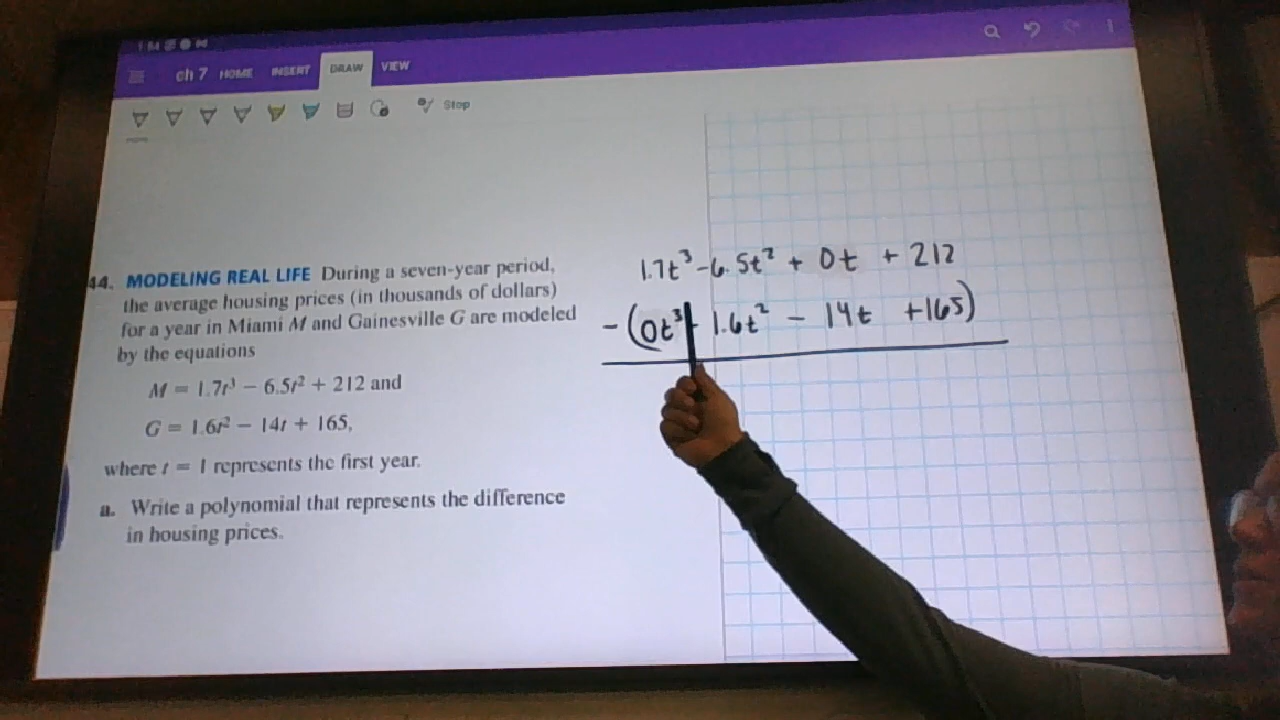 ch 7 HOME INSERT DRAW VIEW
Stop
44. MODELING REAL LIFE During a seven-year period,
the average housing prices (in thousands of dollars)
for a year in Miami M and Gainesville G are modeled
by the equations
M = 1.7t³ − 6.5t² + 212 and
G = 1.6t² − 14t + 165,
where t = 1 represents the first year.
a. Write a polynomial that represents the difference
in housing prices.
1.7t³ - 6.5t² + 0t + 212
- (0t³ + 1.6t² - 14t + 165)